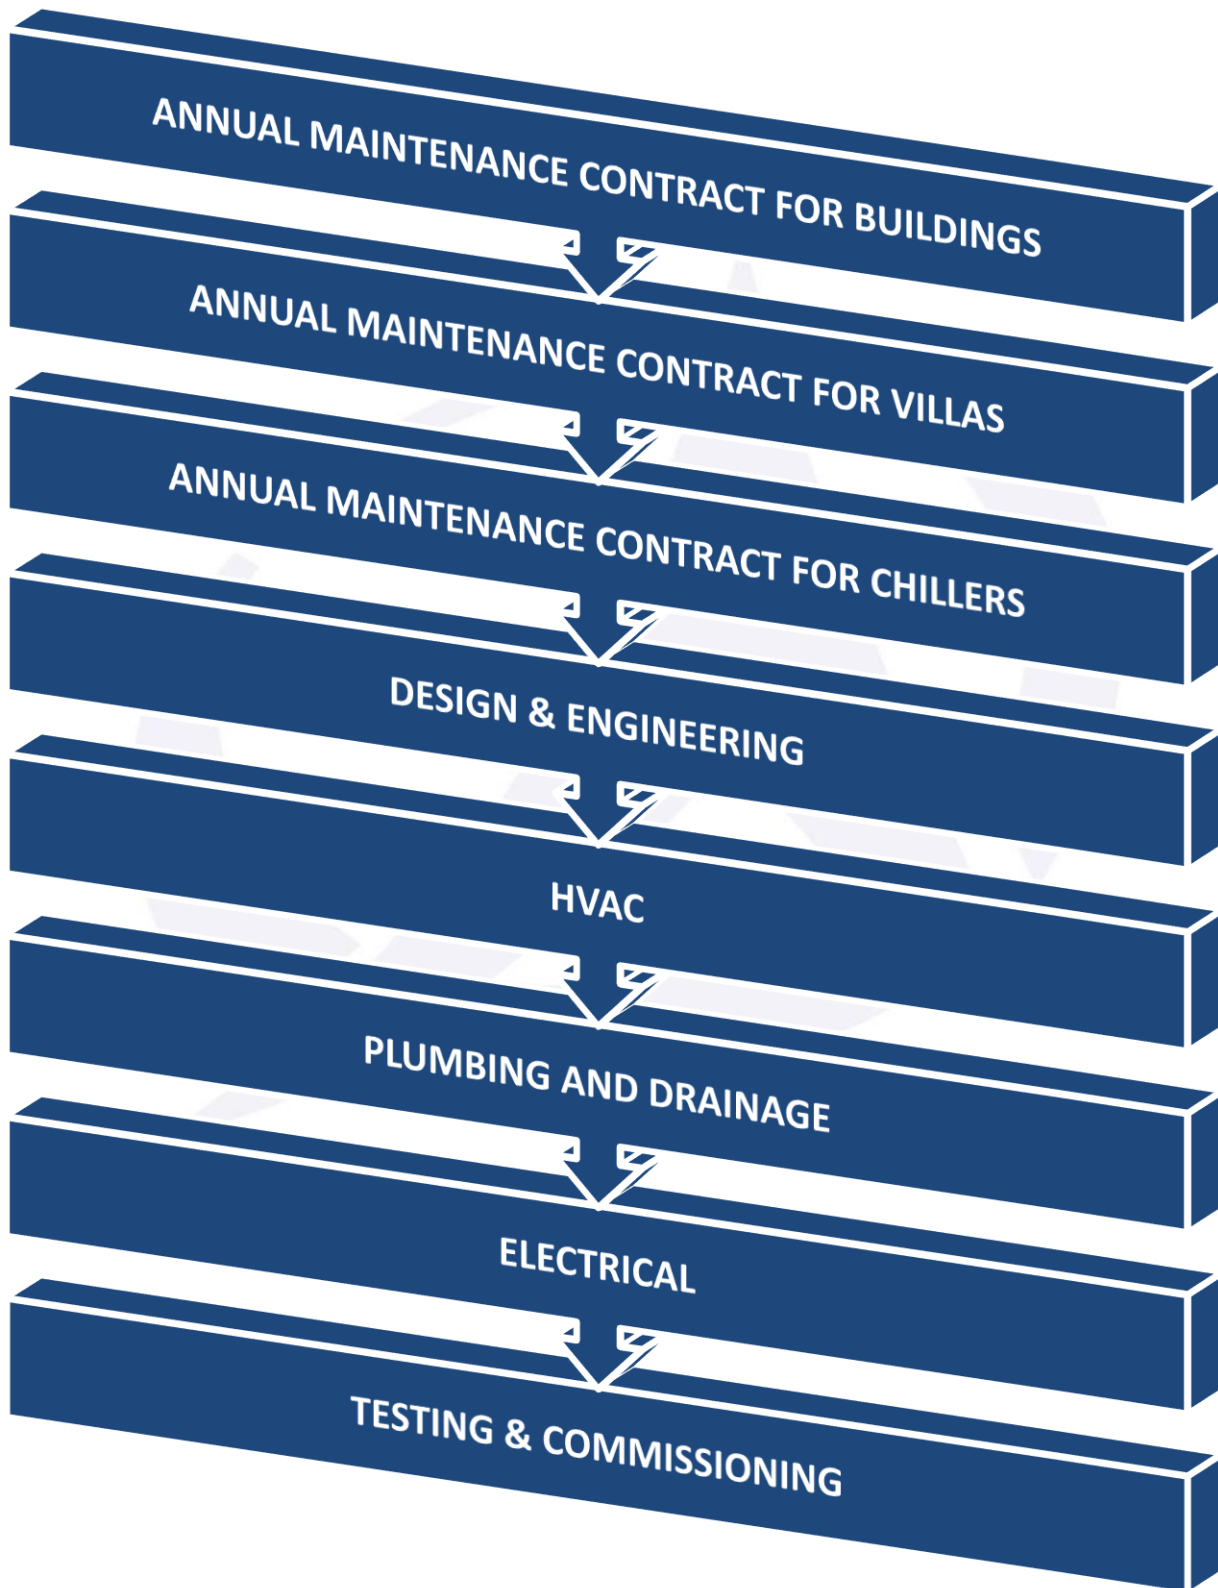 ANNUAL MAINTENANCE CONTRACT FOR BUILDINGS
ANNUAL MAINTENANCE CONTRACT FOR VILLAS
ANNUAL MAINTENANCE CONTRACT FOR CHILLERS
DESIGN & ENGINEERING
HVAC
PLUMBING AND DRAINAGE
ELECTRICAL
TESTING & COMMISSIONING